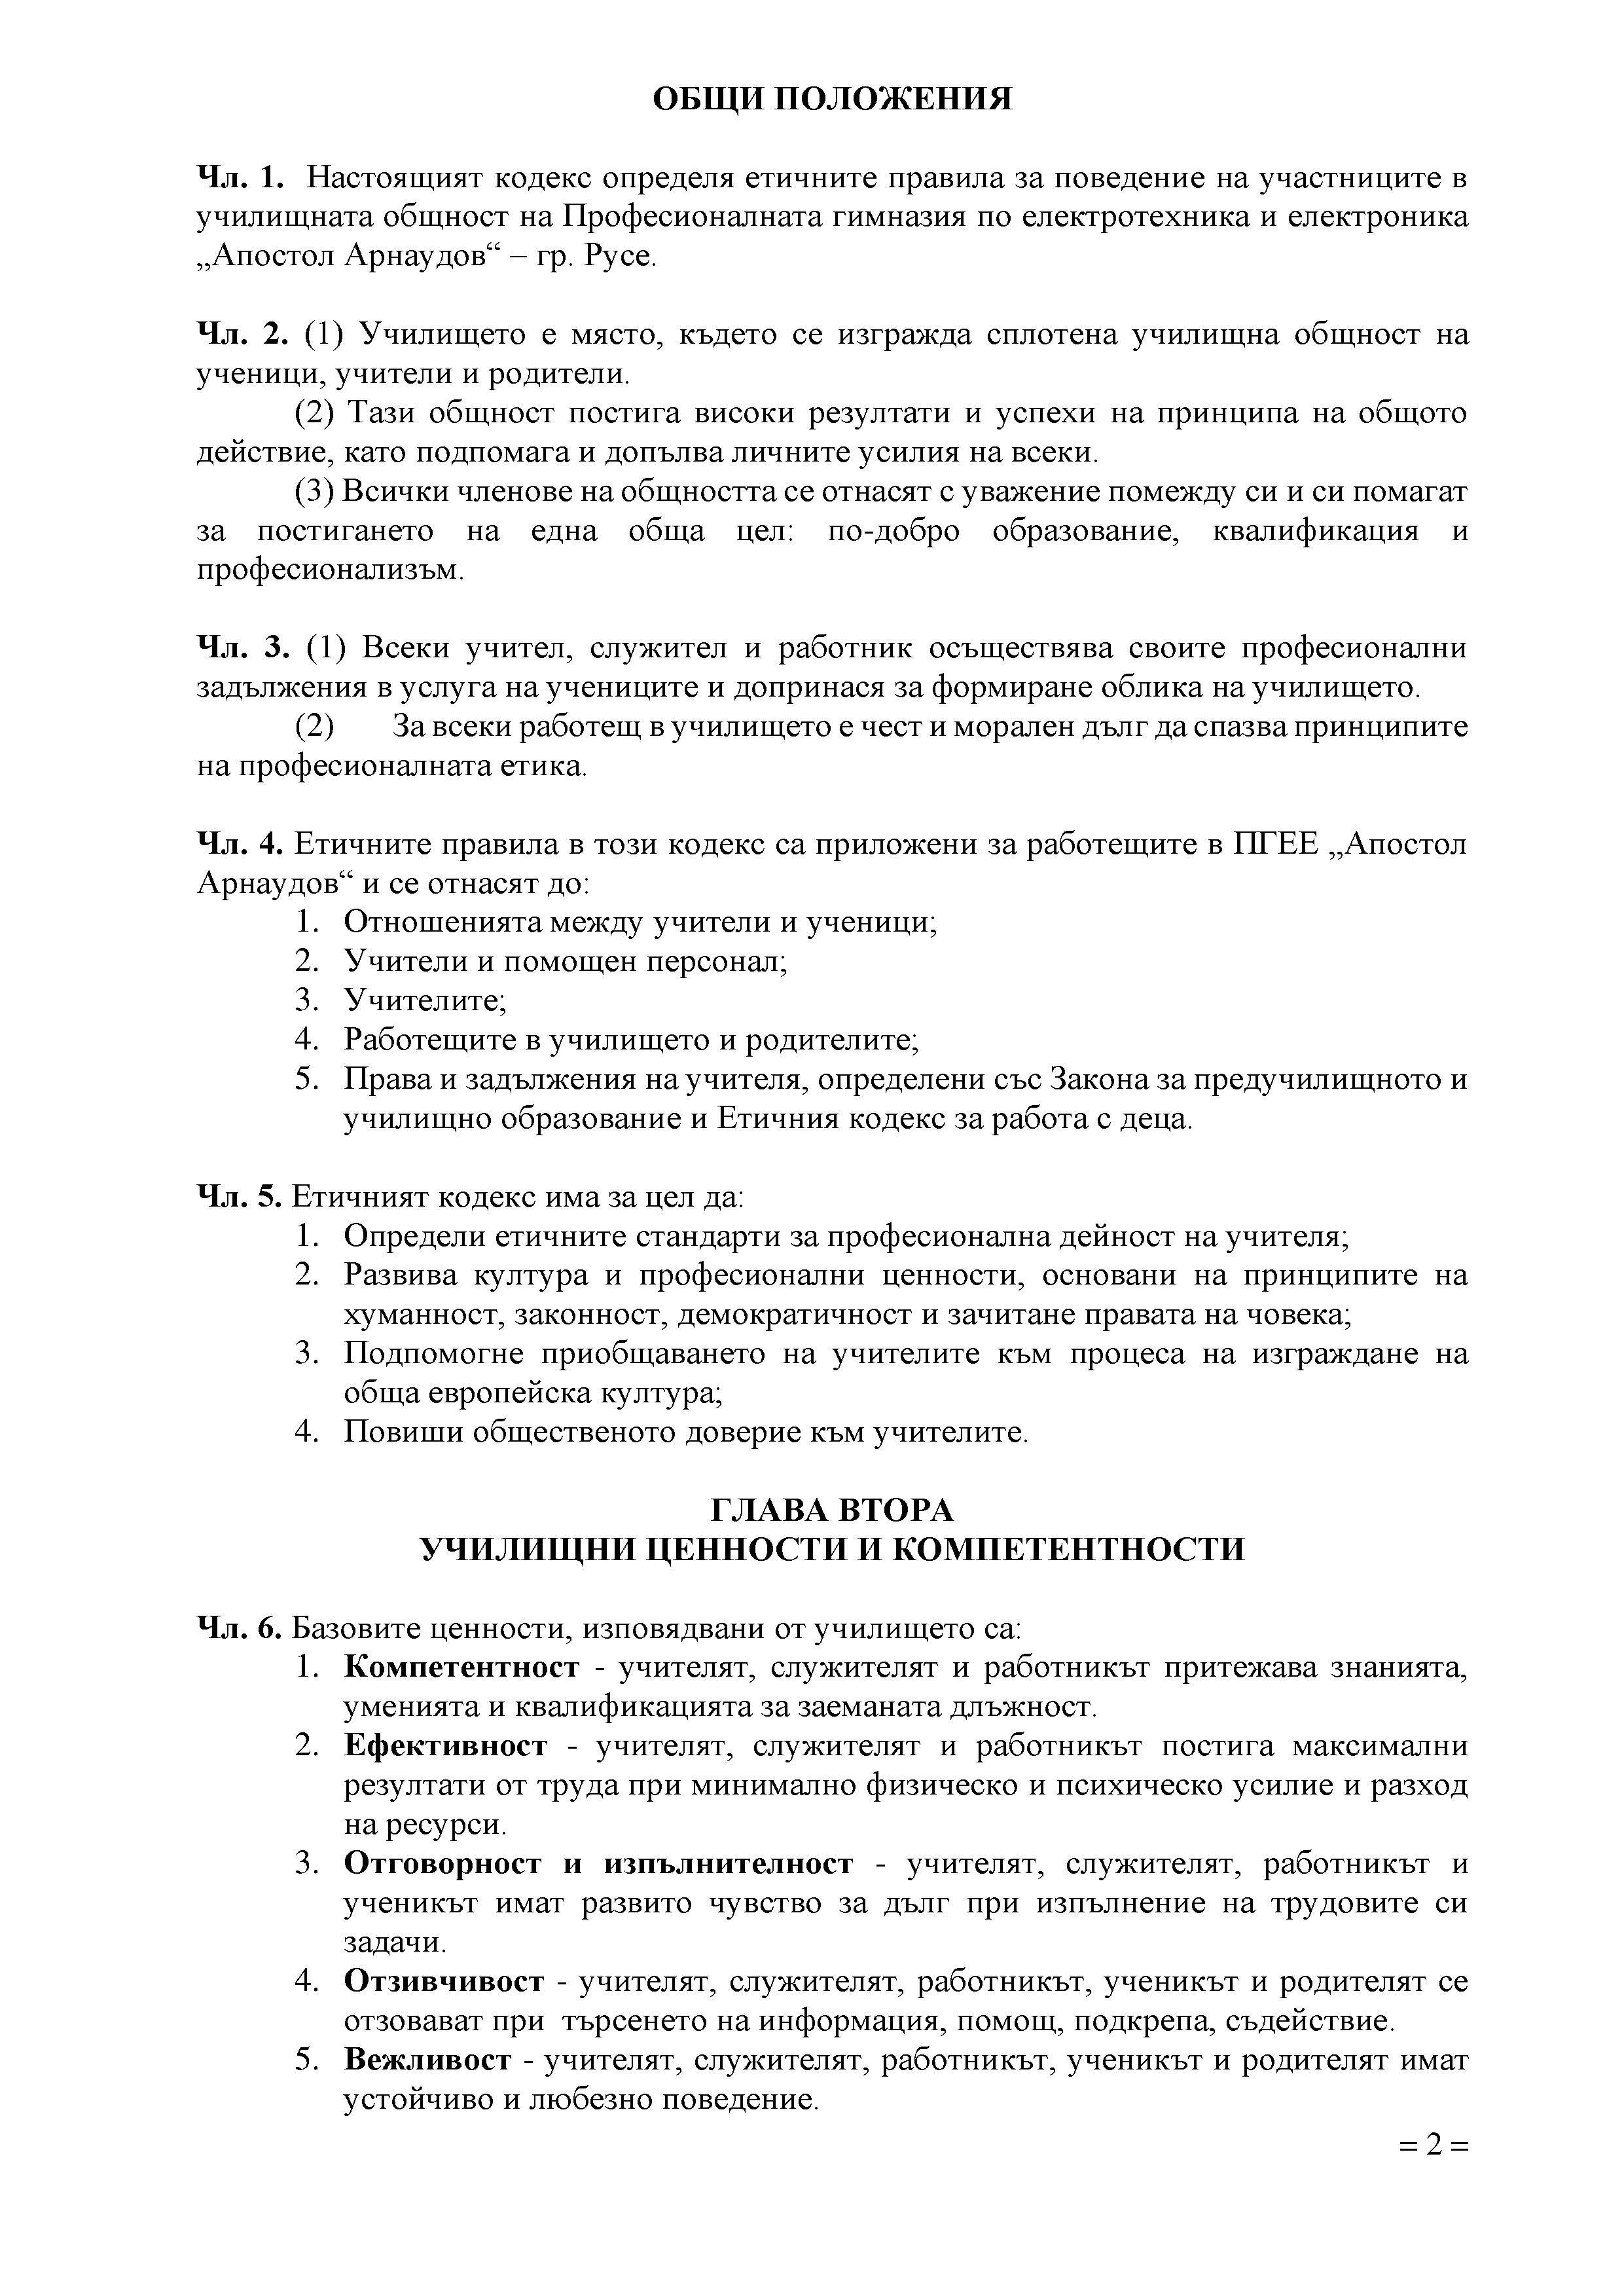 ОБЩИ ПОЛОЖЕНИЯ
Чл. 1. Настоящият кодекс определя етичните правила за поведение на участниците в
училищната общност на Професионалната гимназия по електротехника и електроника
„Апостол Арнаудов“ – гр. Русе.
Чл. 2. (1) Училището е място, където се изгражда сплотена училищна общност на
ученици, учители и родители.
(2) Тази общност постига високи резултати и успехи на принципа на общото
действие, като подпомага и допълва личните усилия на всеки.
(3) Всички членове на общността се отнасят с уважение помежду си и си помагат
за постигането на една обща цел: по-добро образование, квалификация и
професионализъм.
Чл. 3. (1) Всеки учител, служител и работник осъществява своите професионални
задължения в услуга на учениците и допринася за формиране облика на училището.
(2) За всеки работещ в училището е чест и морален дълг да спазва принципите
на професионалната етика.
Чл. 4. Етичните правила в този кодекс са приложени за работещите в ПГЕЕ „Апостол
Арнаудов“ и се отнасят до:
1. Отношенията между учители и ученици;
2. Учители и помощен персонал;
3. Учителите;
4. Работещите в училището и родителите;
5. Права и задължения на учителя, определени със Закона за предучилищното и
училищно образование и Етичния кодекс за работа с деца.
Чл. 5. Етичният кодекс има за цел да:
1. Определи етичните стандарти за професионална дейност на учителя;
2. Развива култура и професионални ценности, основани на принципите на
хуманност, законност, демократичност и зачитане правата на човека;
3. Подпомогне приобщаването на учителите към процеса на изграждане на
обща европейска култура;
4. Повиши общественото доверие към учителите.
ГЛАВА ВТОРА
УЧИЛИЩНИ ЦЕННОСТИ И КОМПЕТЕНТНОСТИ
Чл. 6. Базовите ценности, изповядвани от училището са:
1. Компетентност - учителят, служителят и работникът притежава знанията,
уменията и квалификацията за заеманата длъжност.
2. Ефективност - учителят, служителят и работникът постига максимални
резултати от труда при минимално физическо и психическо усилие и разход
на ресурси.
3. Отговорност и изпълнителност - учителят, служителят, работникът и
ученикът имат развито чувство за дълг при изпълнение на трудовите си
задачи.
4. Отзивчивост - учителят, служителят, работникът, ученикът и родителят се
отзовават при търсенето на информация, помощ, подкрепа, съдействие.
5. Вежливост - учителят, служителят, работникът, ученикът и родителят имат
устойчиво и любезно поведение.
= 2 =